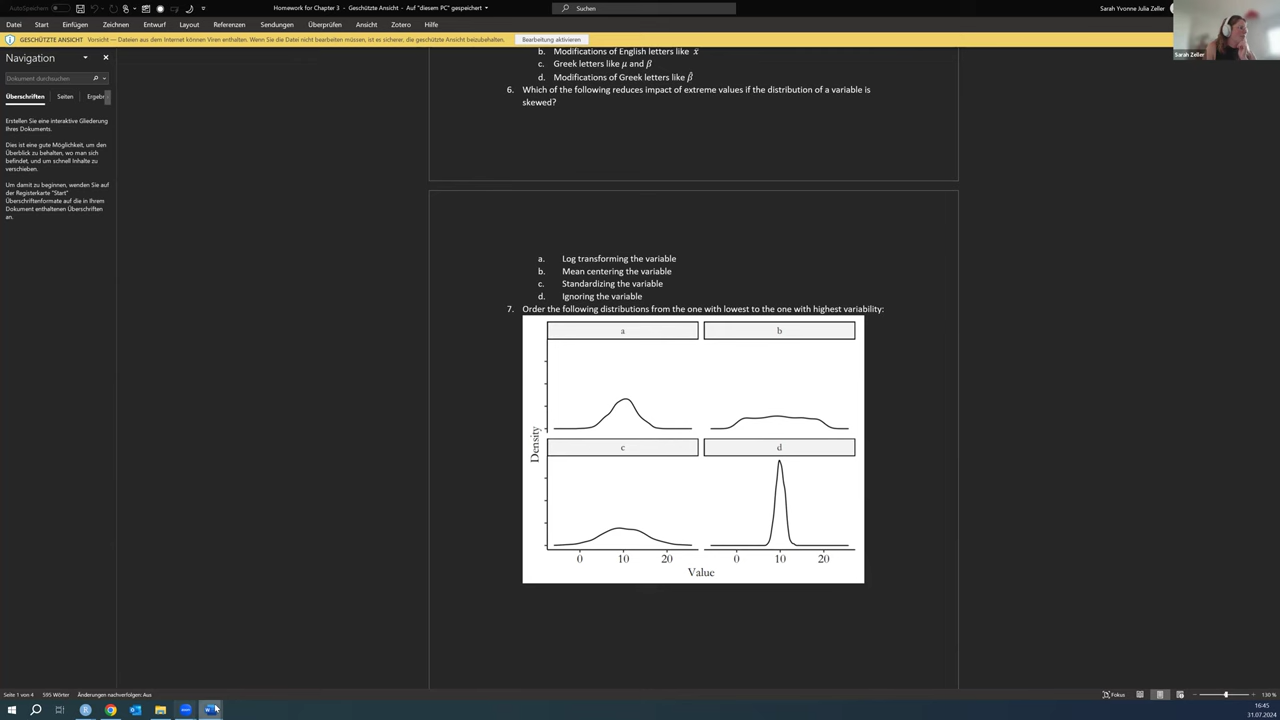 AutoSpeichern
Homework for Chapter 3 - Geschützte Ansicht - Auf "diesem PC" gespeichert
Suchen
Sarah Yvonne Julia Zeller
Datei Start Einfügen Zeichnen Entwurf Layout Referenzen Sendungen Überprüfen Ansicht Zotero Hilfe
GESCHÜTZTE ANSICHT Vorsicht — Dateien aus dem Internet können Viren enthalten. Wenn Sie die Datei nicht bearbeiten müssen, ist es sicherer, die geschützte Ansicht beizubehalten. Bearbeitung aktivieren
Sarah Zeller
Navigation
Dokument durchsuchen
Überschriften Seiten Ergeb
Erstellen Sie eine interaktive Gliederung
Ihres Dokuments.
Dies ist eine gute Möglichkeit, um den
Überblick zu behalten, wo man sich
befindet, und um schnell Inhalte zu
verschieben.
Um damit zu beginnen, wenden Sie auf
der Registerkarte "Start"
Überschriftenformate auf die in Ihrem
Dokument enthaltenen Überschriften
an.
b. Modifications of English letters like x̄
c. Greek letters like μ and β
d. Modifications of Greek letters like β̂
6. Which of the following reduces impact of extreme values if the distribution of a variable is
skewed?
a. Log transforming the variable
b. Mean centering the variable
c. Standardizing the variable
d. Ignoring the variable
7. Order the following distributions from the one with lowest to the one with highest variability:
a b
c d
Density
0 10 20 0 10 20
Value
Seite 1 von 4 595 Wörter Änderungen nachverfolgen: Aus
Fokus
130 %
16:45
31.07.2024